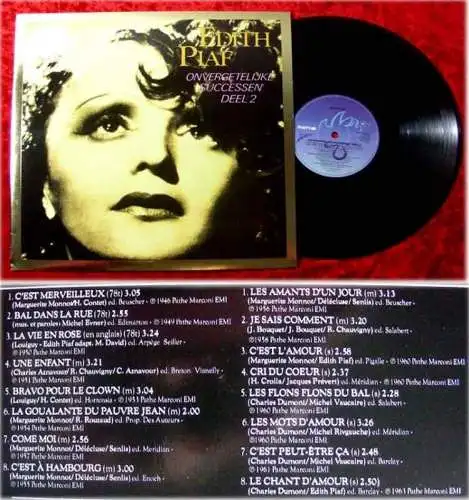 EDITH
PIAF
ONVERGETELIJKE
SUCCESSEN
DEEL 2
1. C'EST MERVEILLEUX (78t) 3.05
(Marguerite Monnot/H. Contet) ed. Beuscher - ℗ 1946 Pathe Marconi EMI
2. BAL DANS LA RUE (78t) 2.55
(mus. et paroles: Michel Emer) ed. Edimarton - ℗ 1949 Pathe Marconi EMI
3. LA VIE EN ROSE (en anglais) (78t) 3.24
(Louiguy - Edith Piaf adapt. M. David) ed. Arpège Seiller -
℗ 1950 Pathe Marconi EMI
4. UNE ENFANT (m) 3.21
(Charles Aznavour/R. Chauvigny/C. Aznavour) ed. Breton.
℗ 1951 Pathe Marconi EMI
5. BRAVO POUR LE CLOWN (m) 3.04
(Louiguy/H. Contet) ed. Hortensia - ℗ 1953 Pathe Marconi EMI
6. LA GOUALANTE DU PAUVRE JEAN (m) 2.00
(Marguerite Monnot/R. Rouzaud) ed. Prop. Des Auteurs -
℗ 1954 Pathe Marconi EMI
7. COME MOI (m) 2.56
(Marguerite Monnot/Délécluse/Senlis) ed. Meridian -
℗ 1957 Pathe Marconi EMI
8. C'EST À HAMBOURG (m) 3.00
(Marguerite Monnot/Délécluse/Senlis) ed. Enoch -
℗ 1955 Pathe Marconi EMI
1. LES AMANTS D'UN JOUR (m) 3.13
(Marguerite Monnot/Délécluse/Senlis) ed. Beuscher -
℗ 1956 Pathe Marconi EMI
2. JE SAIS COMMENT (m) 3.20
(J. Bouquet/J. Bouquet/R. Chauvigny) ed. Salabert -
℗ 1958 Pathe Marconi EMI
3. C'EST L'AMOUR (s) 2.58
(Marguerite Monnot/Edith Piaf) ed. Pigalle - ℗ 1960 Pathe Marconi EMI
4. CRI DU COEUR (s) 2.37
(H. Crolla/Jacques Prévert) ed. Méridian - ℗ 1960 Pathe Marconi EMI
5. LES FLONS FLONS DU BAL (s) 2.28
(Charles Dumont/Michel Vaucaire) ed. Salabert -
℗ 1960 Pathe Marconi EMI
6. LES MOTS D'AMOUR (s) 3.26
(Charles Dumont/Michel Rivgauche) ed. Méridian -
℗ 1960 Pathe Marconi EMI
7. C'EST PEUT-ÊTRE ÇA (s) 2.48
(Charles Dumont/Michel Vaucaire) ed. Barclay -
℗ 1961 Pathe Marconi EMI
8. LE CHANT D'AMOUR (s) 2.50)
(Charles Dumont/Edith Piaf) ed. Barclay - ℗ Pathe Marconi EMI